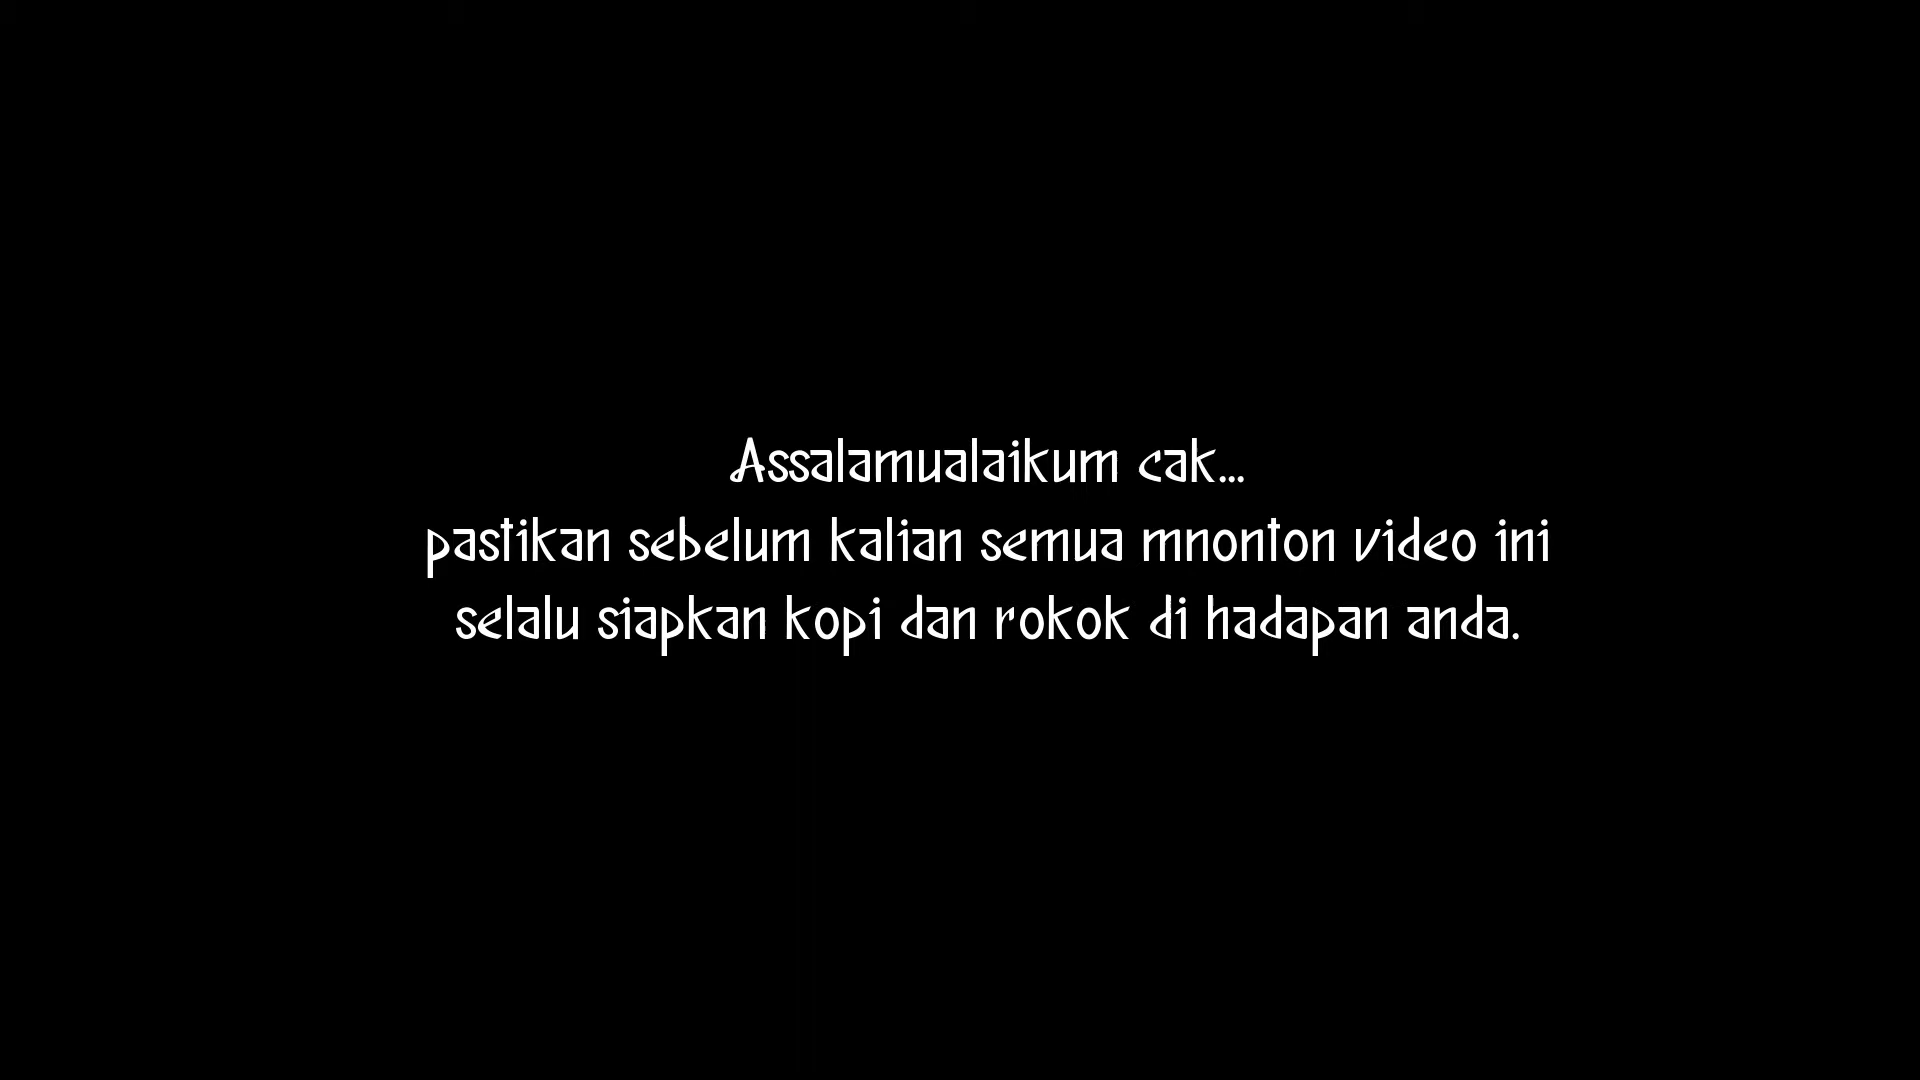 Assalamualaikum cak...
pastikan sebelum kalian semua mnonton video ini
selalu siapkan kopi dan rokok di hadapan anda.